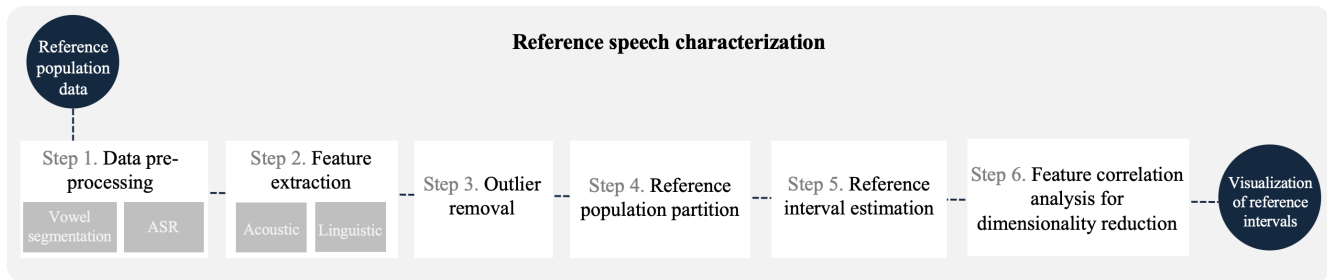 Reference speech characterization
Reference
population
data
Step 1. Data pre-
processing
Vowel
segmentation
ASR
Step 2. Feature
extraction
Acoustic
Linguistic
Step 3. Outlier
removal
Step 4. Reference
population partition
Step 5. Reference
interval estimation
Step 6. Feature correlation
analysis for
dimensionality reduction
Visualization
of reference
intervals